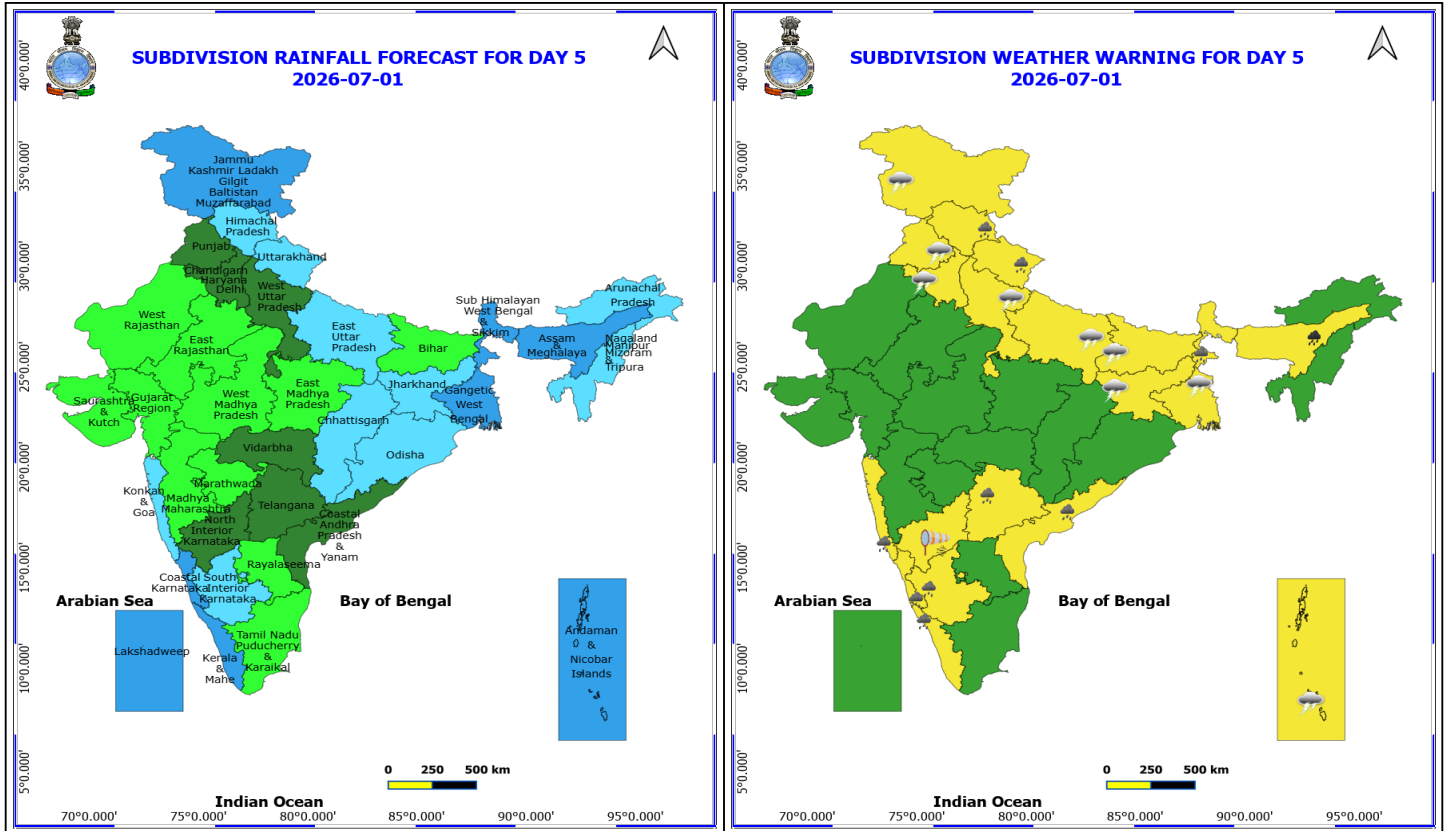 SUBDIVISION RAINFALL FORECAST FOR DAY 5
2026-07-01
40°0.000'
35°0.000'
30°0.000'
25°0.000'
20°0.000'
15°0.000'
10°0.000'
5°0.000'
Jammu
Kashmir Ladakh
Gilgit
Baltistan
Muzaffarabad
Himachal
Pradesh
Punjab
Uttarakhand
Chandigarh
Haryana
Delhi
West
Uttar
Pradesh
West
Rajasthan
East
Rajasthan
East
Uttar
Pradesh
Bihar
Sub Himalayan
West Bengal
&
Sikkim
Arunachal
Pradesh
Assam
&
Meghalaya
Nagaland
Manipur
Mizoram
&
Tripura
Saurashtra
&
Kutch
Gujarat
Region
West
Madhya
Pradesh
East
Madhya
Pradesh
Jharkhand
Gangetic
West
Bengal
Chhattisgarh
Odisha
Vidarbha
Konkan
&
Goa
Madhya
Maharashtra
Marathwada
Telangana
North
Interior
Karnataka
Coastal
Andhra
Pradesh
&
Yanam
Rayalaseema
Coastal
Karnataka
South
Interior
Karnataka
Arabian Sea
Bay of Bengal
Lakshadweep
Kerala
&
Mahe
Tamil Nadu
Puducherry
&
Karaikal
Andaman
&
Nicobar
Islands
0 250 500 km
Indian Ocean
70°0.000' 75°0.000' 80°0.000' 85°0.000' 90°0.000' 95°0.000'
SUBDIVISION WEATHER WARNING FOR DAY 5
2026-07-01
40°0.000'
35°0.000'
30°0.000'
25°0.000'
20°0.000'
15°0.000'
10°0.000'
5°0.000'
Arabian Sea
Bay of Bengal
0 250 500 km
Indian Ocean
70°0.000' 75°0.000' 80°0.000' 85°0.000' 90°0.000' 95°0.000'